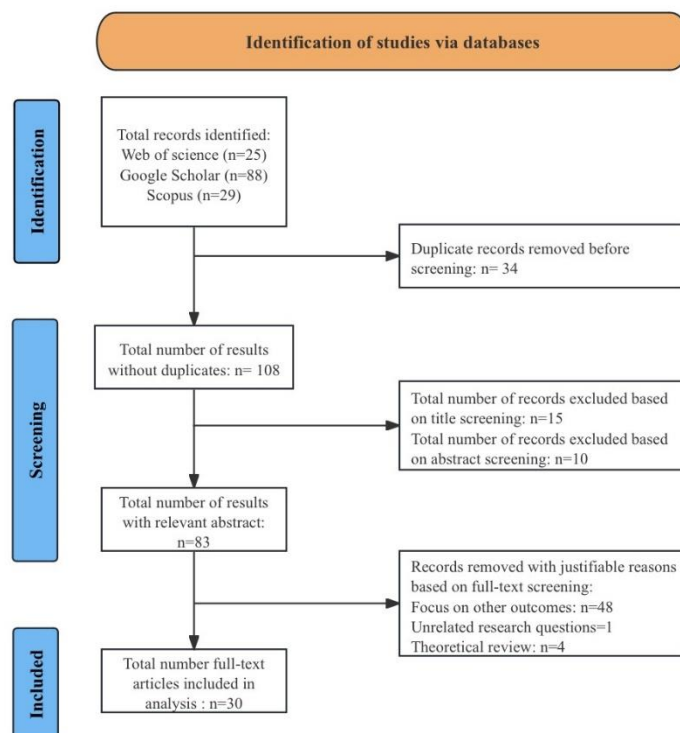 Identification of studies via databases
Identification
Total records identified:
Web of science (n=25)
Google Scholar (n=88)
Scopus (n=29)
Duplicate records removed before
screening: n= 34
Screening
Total number of results
without duplicates: n= 108
Total number of records excluded based
on title screening: n=15
Total number of records excluded based
on abstract screening: n=10
Total number of results
with relevant abstract:
n=83
Records removed with justifiable reasons
based on full-text screening:
Focus on other outcomes: n=48
Unrelated research questions=1
Theoretical review: n=4
Included
Total number full-text
articles included in
analysis : n=30